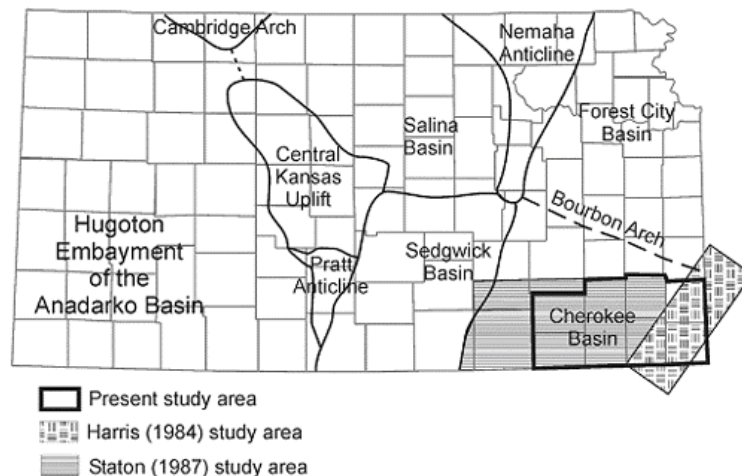 Cambridge Arch
Nemaha
Anticline
Forest City
Basin
Salina
Basin
Central
Kansas
Uplift
Bourbon Arch
Hugoton
Embayment
of the
Anadarko Basin
Pratt
Anticline
Sedgwick
Basin
Cherokee
Basin
Present study area
Harris (1984) study area
Staton (1987) study area